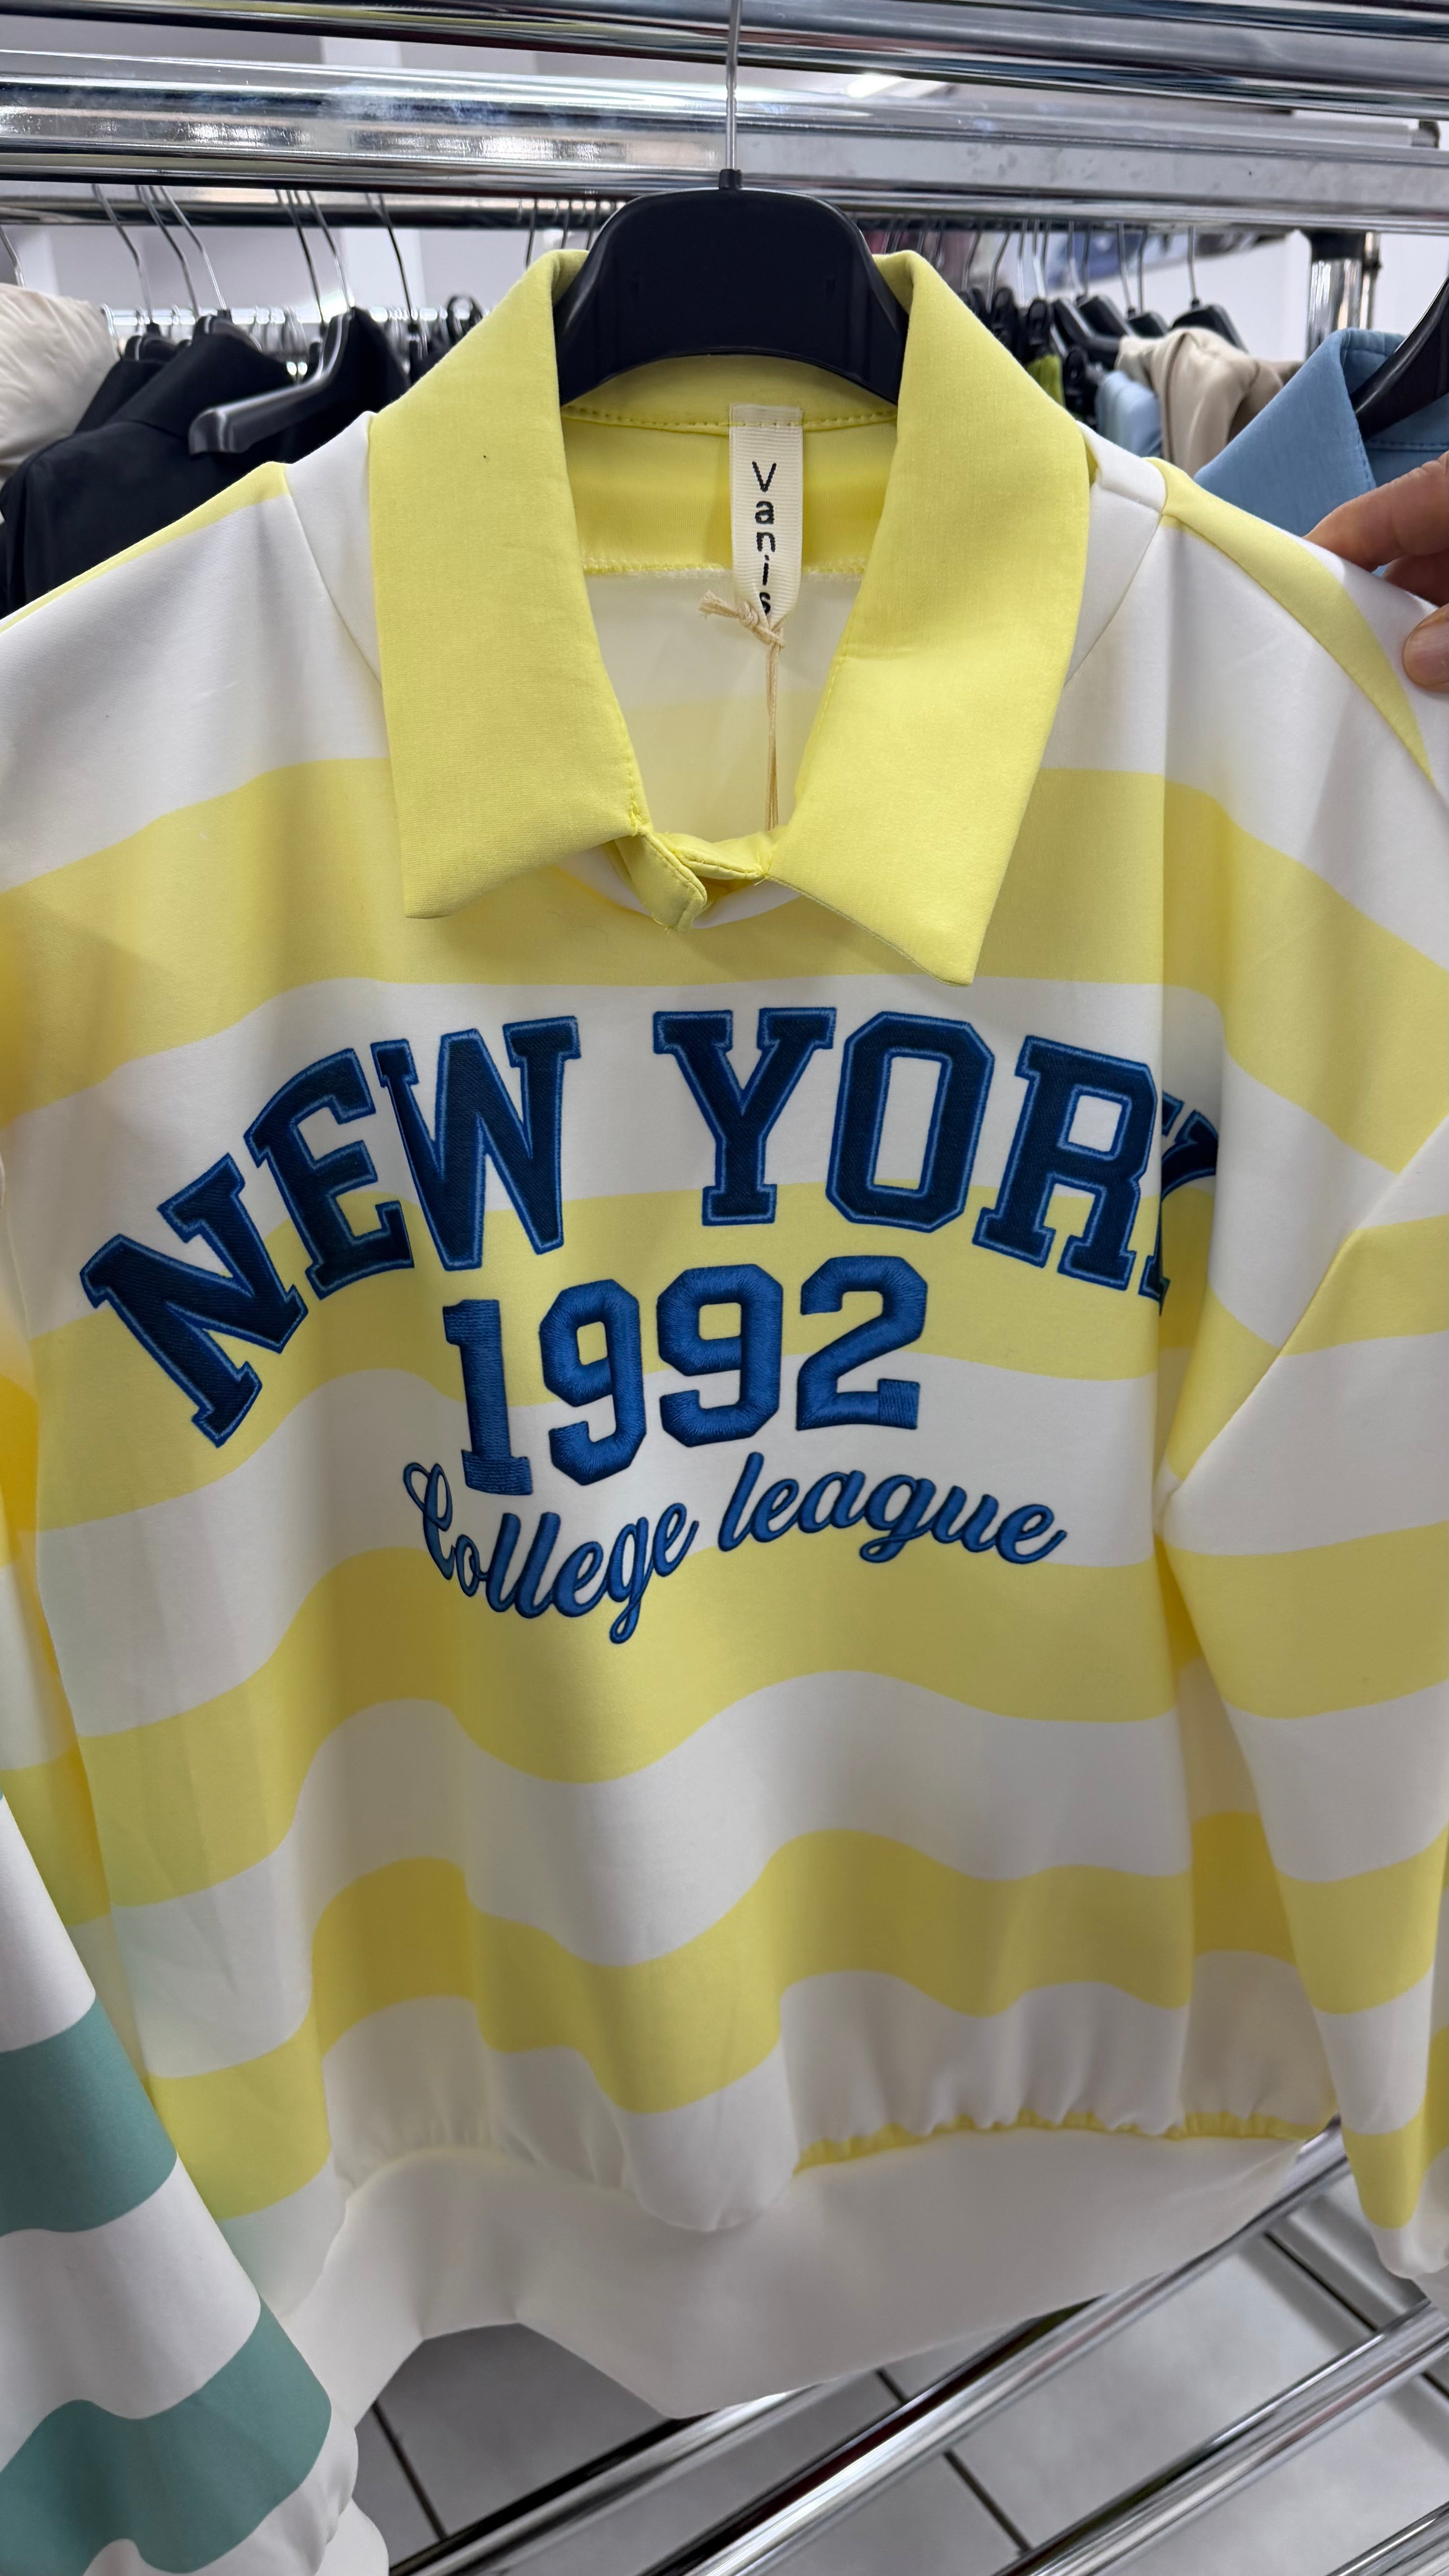 Vanis
NEW YORK
1992
College league